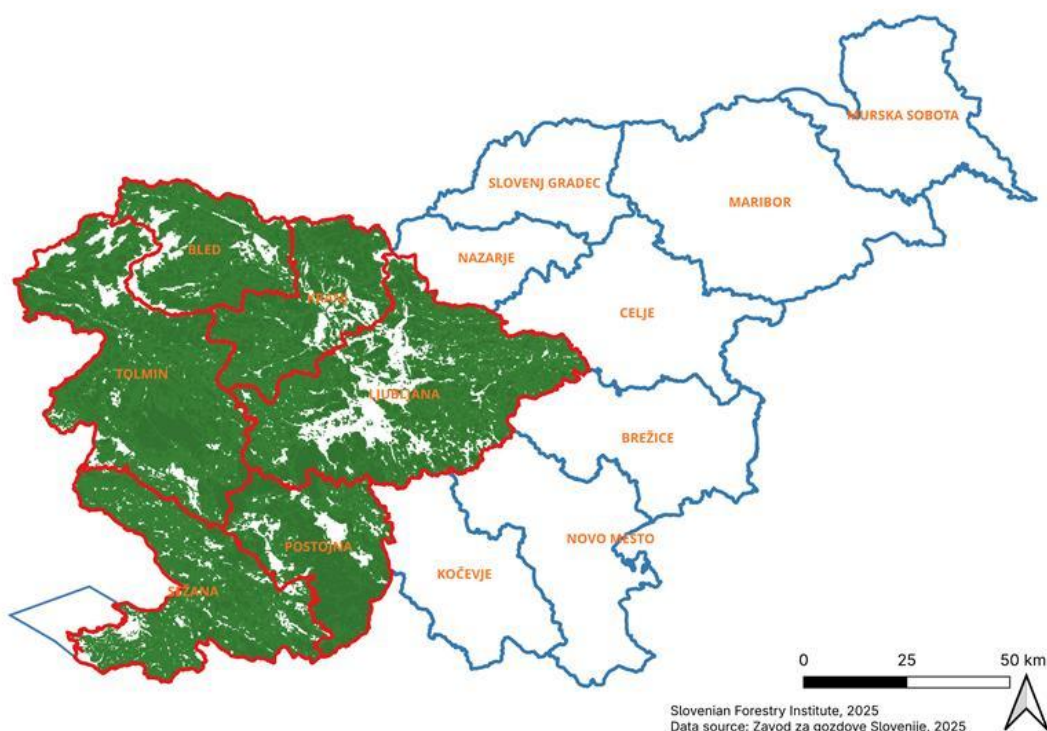 MURSKA SOBOTA
SLOVENJ GRADEC
MARIBOR
BLED
NAZARJE
KRANJ
CELJE
TOLMIN
LJUBLJANA
BREŽICE
POSTOJNA
NOVO MESTO
KOČEVJE
SEŽANA
0 25 50 km
Slovenian Forestry Institute, 2025
Data source: Zavod za gozdove Slovenije, 2025